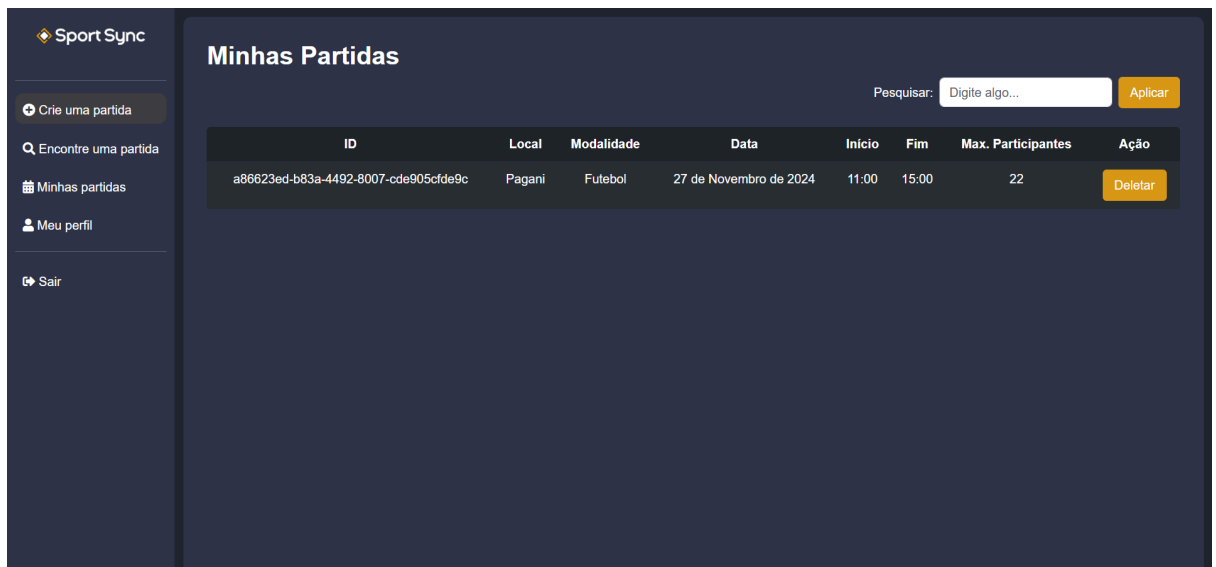 Sport Sync
Crie uma partida
Encontre uma partida
Minhas partidas
Meu perfil
Sair
Minhas Partidas
Pesquisar: Digite algo... Aplicar
ID Local Modalidade Data Início Fim Max. Participantes Ação
a86623ed-b83a-4492-8007-cde905cfde9c Pagani Futebol 27 de Novembro de 2024 11:00 15:00 22 Deletar